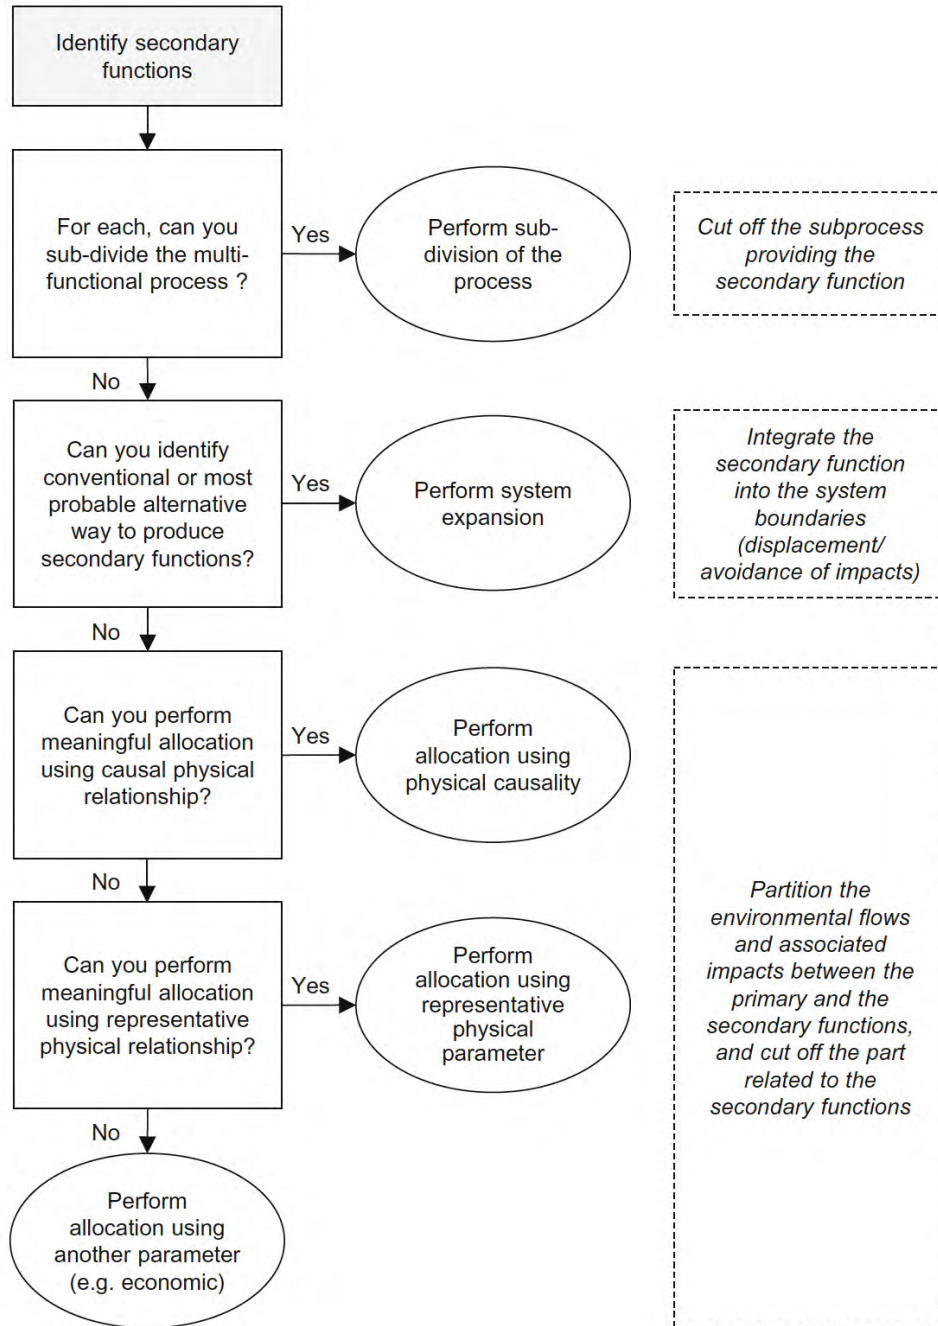 Identify secondary
functions
For each, can you
sub-divide the multi-
functional process ?
Yes
Perform sub-
division of the
process
Cut off the subprocess
providing the
secondary function
No
Can you identify
conventional or most
probable alternative
way to produce
secondary functions?
Yes
Perform system
expansion
Integrate the
secondary function
into the system
boundaries
(displacement/
avoidance of impacts)
No
Can you perform
meaningful allocation
using causal physical
relationship?
Yes
Perform
allocation using
physical causality
No
Can you perform
meaningful allocation
using representative
physical relationship?
Yes
Perform
allocation using
representative
physical
parameter
Partition the
environmental flows
and associated
impacts between the
primary and the
secondary functions,
and cut off the part
related to the
secondary functions
No
Perform
allocation using
another parameter
(e.g. economic)